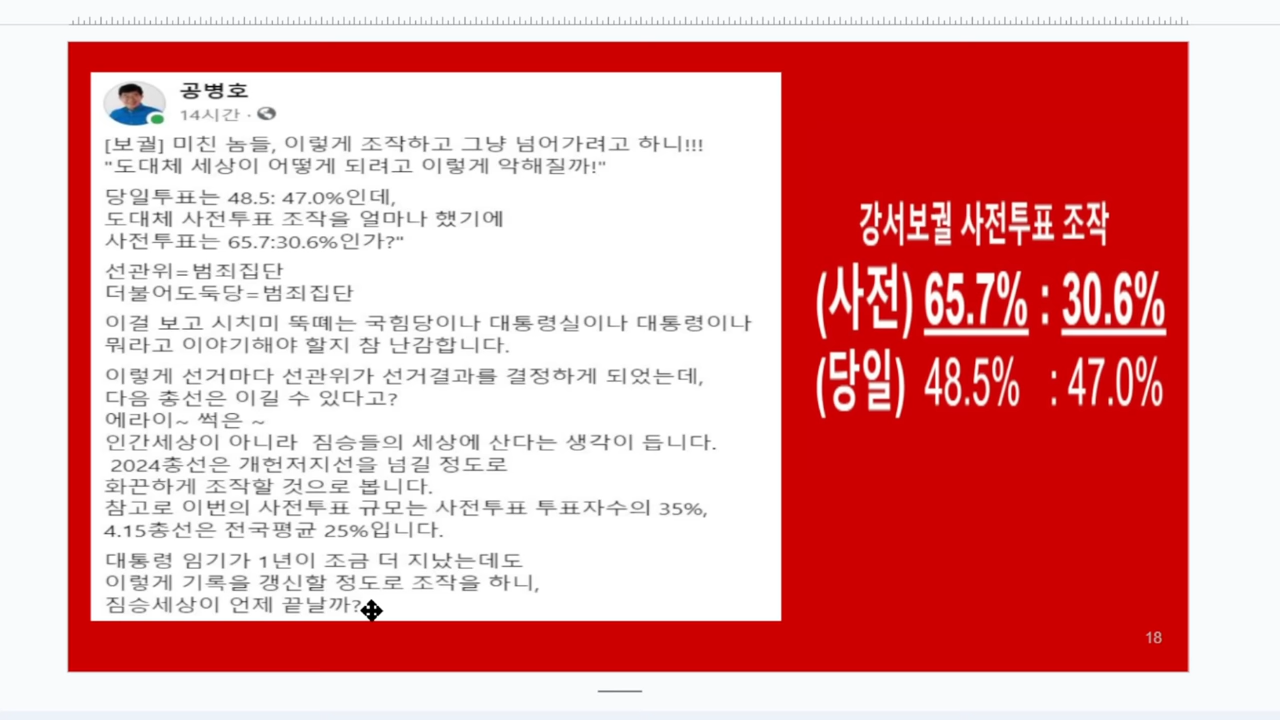 공병호
14시간 ·
[보궐] 미친 놈들, 이렇게 조작하고 그냥 넘어가려고 하니!!!
"도대체 세상이 어떻게 되려고 이렇게 악해질까!"
당일투표는 48.5: 47.0%인데,
도대체 사전투표 조작을 얼마나 했기에
사전투표는 65.7:30.6%인가?"
선관위=범죄집단
더불어도둑당=범죄집단
이걸 보고 시치미 뚝뗴는 국힘당이나 대통령실이나 대통령이나
뭐라고 이야기해야 할지 참 난감합니다.
이렇게 선거마다 선관위가 선거결과를 결정하게 되었는데,
다음 총선은 이길 수 있다고?
에라이~ 썩은 ~
인간세상이 아니라 짐승들의 세상에 산다는 생각이 듭니다.
2024총선은 개헌저지선을 넘길 정도로
화끈하게 조작할 것으로 봅니다.
참고로 이번의 사전투표 규모는 사전투표 투표자수의 35%,
4.15총선은 전국평균 25%입니다.
대통령 임기가 1년이 조금 더 지났는데도
이렇게 기록을 갱신할 정도로 조작을 하니,
짐승세상이 언제 끝날까?
강서보궐 사전투표 조작
(사전) 65.7% : 30.6%
(당일) 48.5% : 47.0%
18